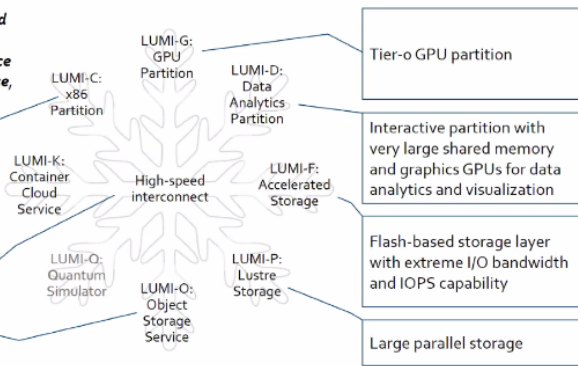 d
ce
e,
LUMI-G:
GPU
Partition
Tier-0 GPU partition
LUMI-C:
x86
Partition
LUMI-D:
Data
Analytics
Partition
Interactive partition with
very large shared memory
and graphics GPUs for data
analytics and visualization
LUMI-K:
Container
Cloud
Service
High-speed
interconnect
LUMI-F:
Accelerated
Storage
Flash-based storage layer
with extreme I/O bandwidth
and IOPS capability
LUMI-Q:
Quantum
Simulator
LUMI-P:
Lustre
Storage
LUMI-O:
Object
Storage
Service
Large parallel storage